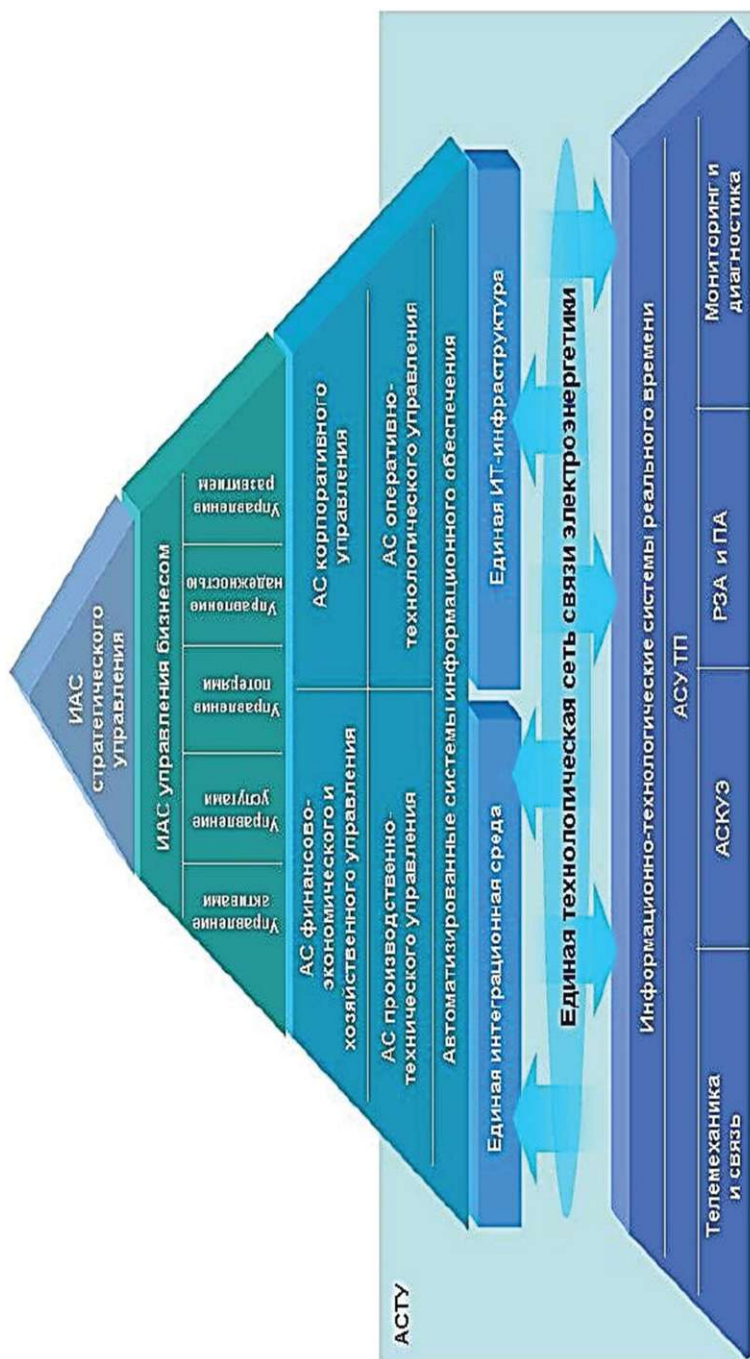 ИАС
стратегического
управления
ИАС управления бизнесом
Управление
активами
Управление
услугами
Управление
потерями
Управление
надежностью
Управление
развитием
АС финансово-
экономического и
хозяйственного управления
АС корпоративного
управления
АС производственно-
технического управления
АС оперативно-
технологического управления
Автоматизированные системы информационного обеспечения
Единая интеграционная среда
Единая ИТ-инфраструктура
АСТУ
Единая технологическая сеть связи электроэнергетики
Информационно-технологические системы реального времени
АСУ ТП
Телемеханика
и связь
АСКУЭ
РЗА и ПА
Мониторинг и
диагностика